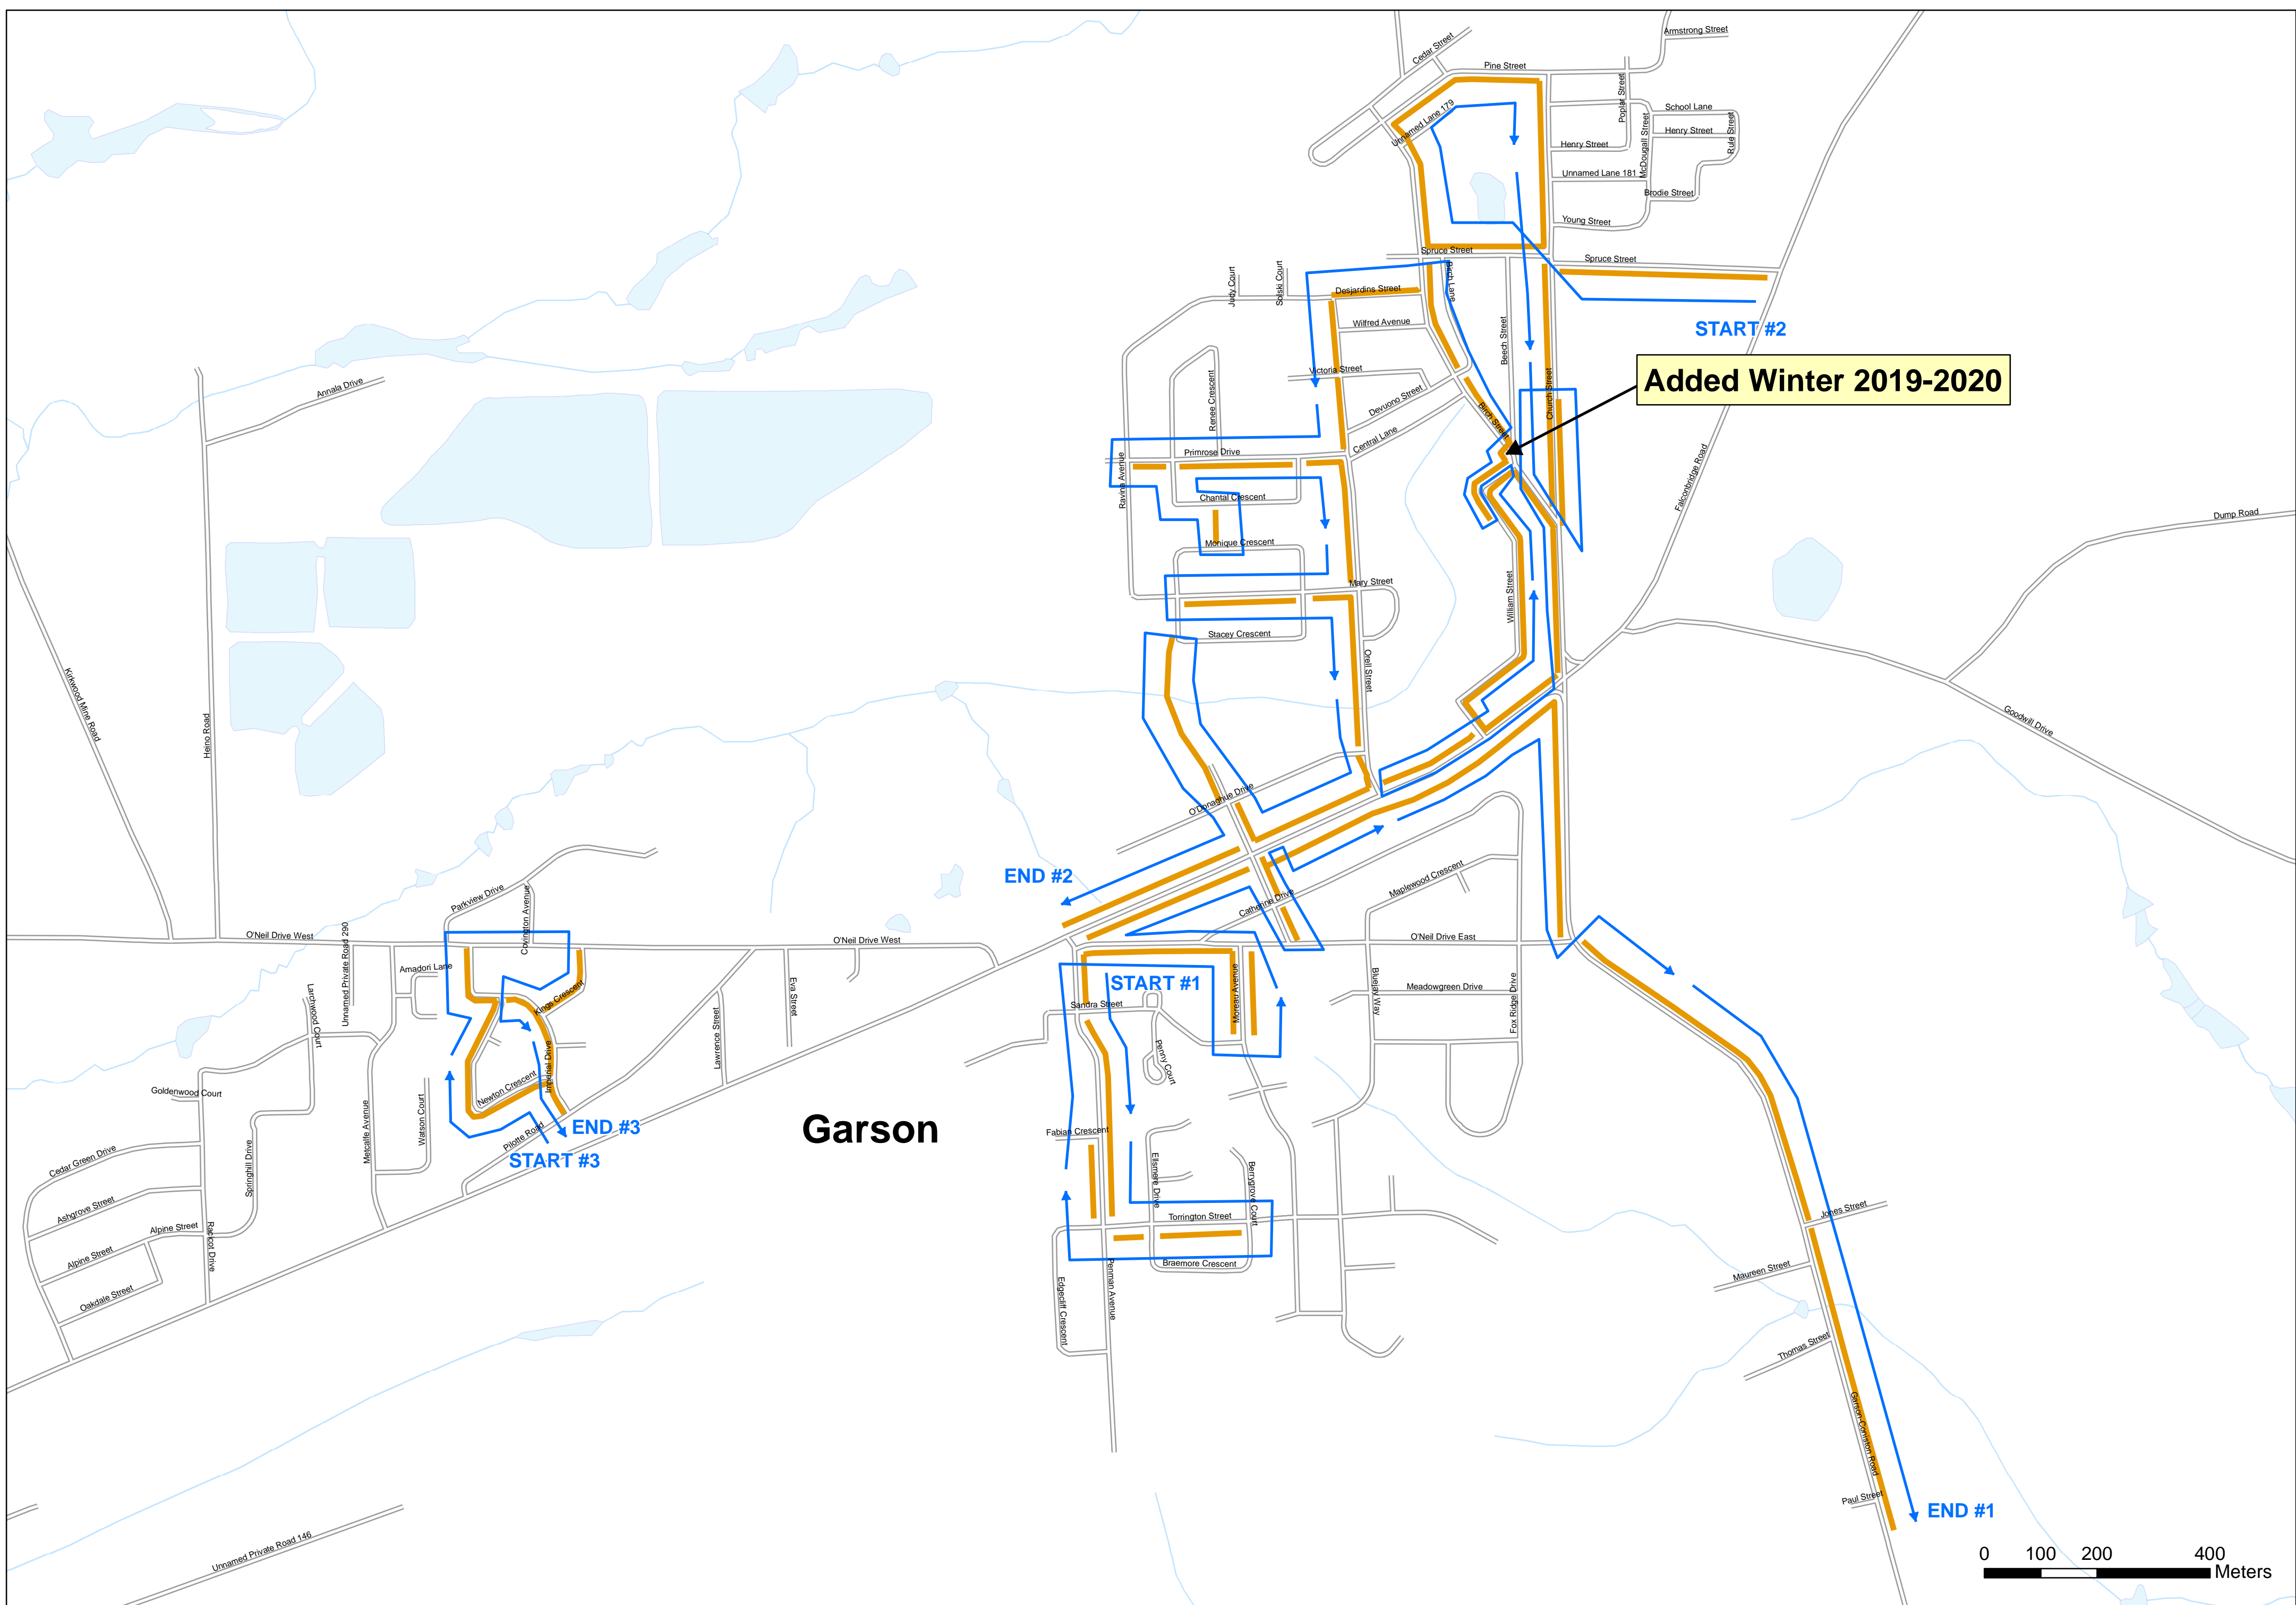 Armstrong Street
Cedar Street
Pine Street
Poplar Street
Unnamed Lane 179
School Lane
Henry Street
Rule Street
Henry Street
McDougall Street
Unnamed Lane 181
Brodie Street
Young Street
Spruce Street
Spruce Street
Birch Lane
Judy Court
Solski Court
Desjardins Street
START #2
Wilfred Avenue
Beech Street
Victoria Street
Added Winter 2019-2020
Annala Drive
Renee Crescent
Devuono Street
Church Street
Birch Street
Central Lane
Primrose Drive
Ravina Avenue
Falconbridge Road
Chantal Crescent
Dump Road
Monique Crescent
Mary Street
William Street
Stacey Crescent
Orell Street
Kirkwood Mine Road
Heino Road
Goodwill Drive
O'Donaghue Drive
END #2
Maplewood Crescent
Parkview Drive
Covington Avenue
Catherine Drive
O'Neil Drive West
Unnamed Private Road 290
O'Neil Drive West
O'Neil Drive East
Amadori Lane
Kings Crescent
Eva Street
START #1
Moreau Avenue
Bluejay Way
Meadowgreen Drive
Fox Ridge Drive
Larchwood Court
Sandra Street
Lawrence Street
Penny Court
Imperial Drive
Newton Crescent
Goldenwood Court
Metcalfe Avenue
Watson Court
Pilotte Road
END #3
START #3
Garson
Fabian Crescent
Cedar Green Drive
Springhill Drive
Ellsmere Drive
Berrygrove Court
Ashgrove Street
Alpine Street
Racicot Drive
Torrington Street
Jones Street
Alpine Street
Braemore Crescent
Maureen Street
Edgecliff Crescent
Penman Avenue
Oakdale Street
Thomas Street
Garson-Coniston Road
Paul Street
END #1
Unnamed Private Road 146
0 100 200 400
Meters